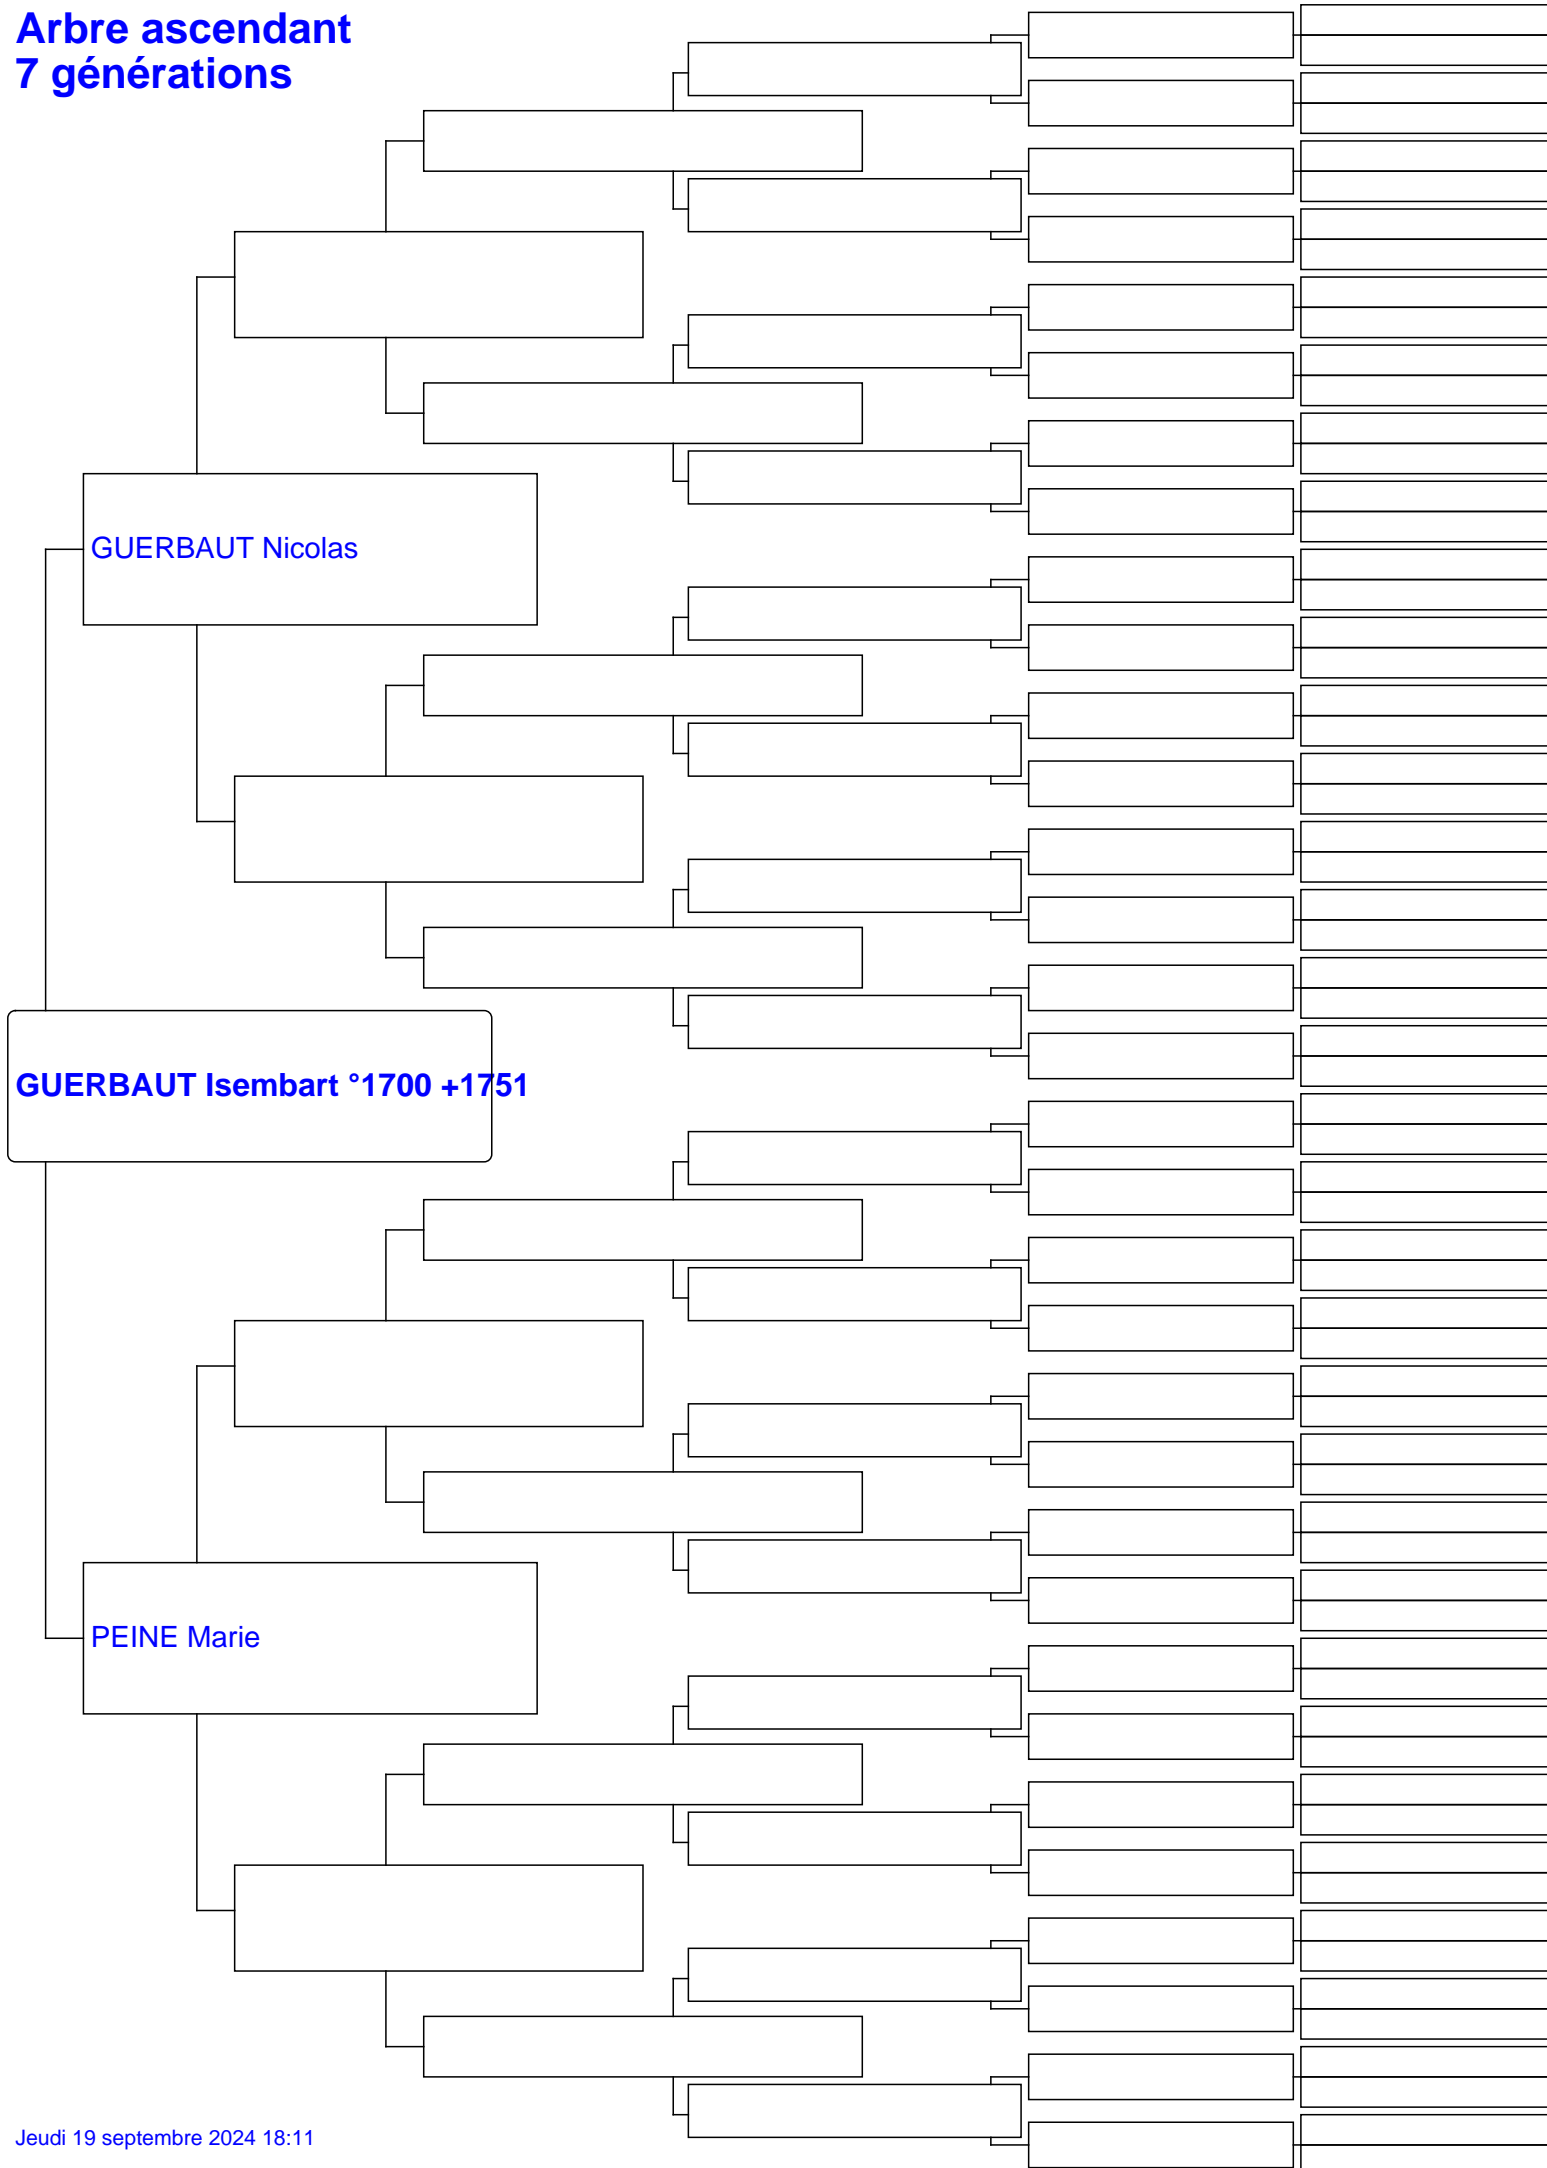 Arbre ascendant
7 générations
GUERBAUT Nicolas
GUERBAUT Isembart °1700 +1751
PEINE Marie
Jeudi 19 septembre 2024 18:11